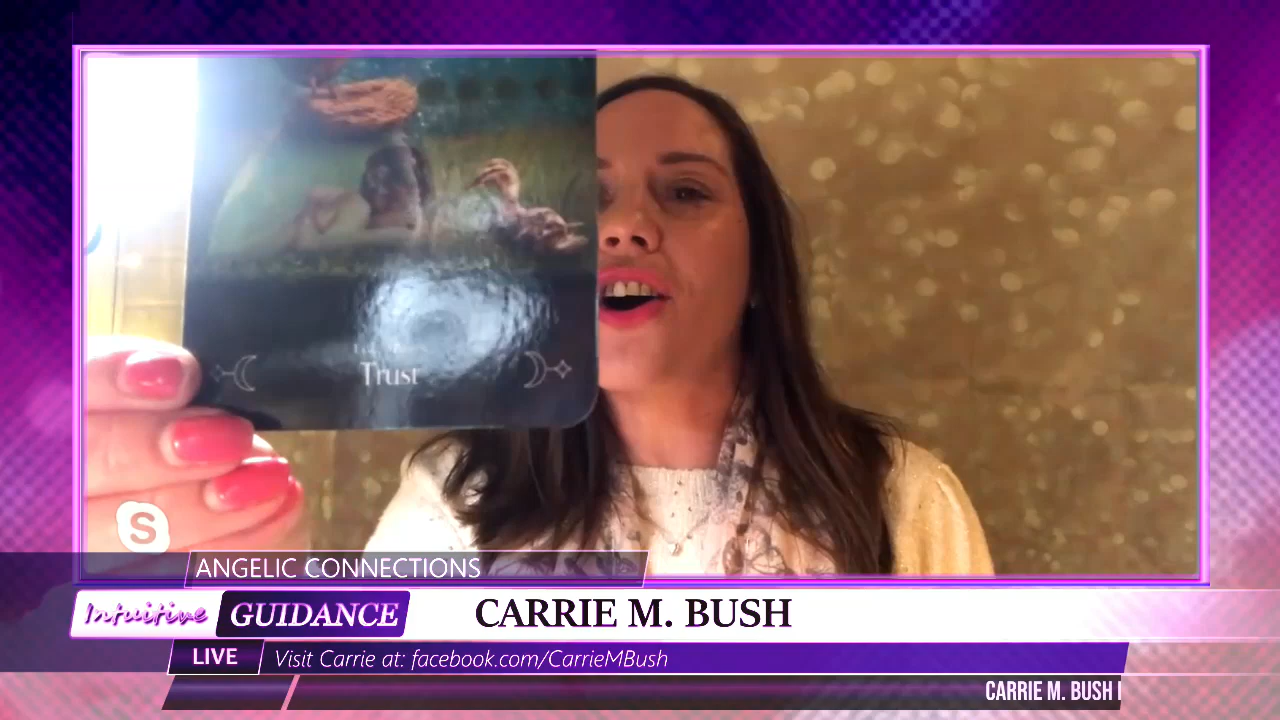 Trust
S
ANGELIC CONNECTIONS
Intuitive GUIDANCE
CARRIE M. BUSH
LIVE
Visit Carrie at: facebook.com/CarrieMBush
CARRIE M. BUSH